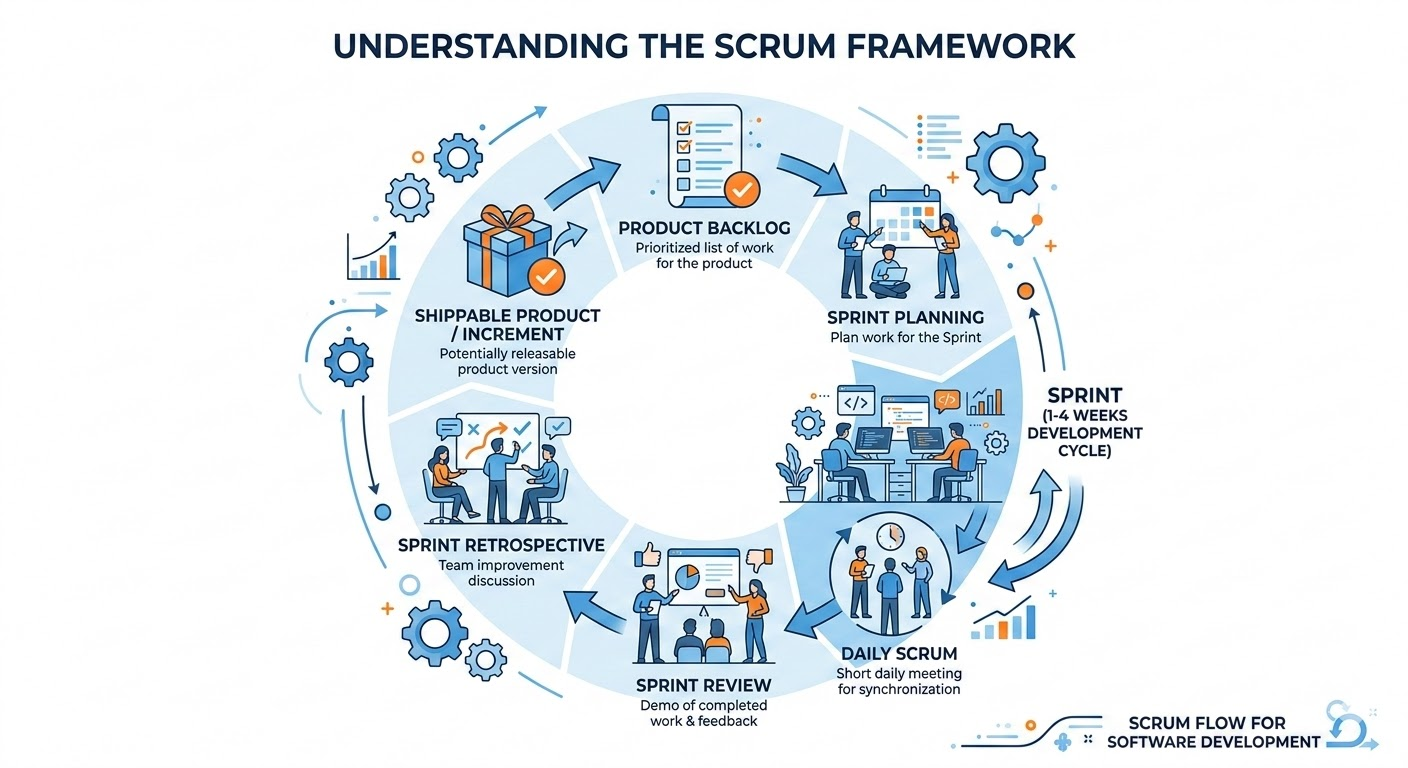 UNDERSTANDING THE SCRUM FRAMEWORK
PRODUCT BACKLOG
Prioritized list of work
for the product
SPRINT PLANNING
Plan work for the Sprint
SPRINT
(1-4 WEEKS
DEVELOPMENT
CYCLE)
</>
</>
DAILY SCRUM
Short daily meeting
for synchronization
SPRINT REVIEW
Demo of completed
work & feedback
SPRINT RETROSPECTIVE
Team improvement
discussion
SHIPPABLE PRODUCT
/ INCREMENT
Potentially releasable
product version
SCRUM FLOW FOR
SOFTWARE DEVELOPMENT